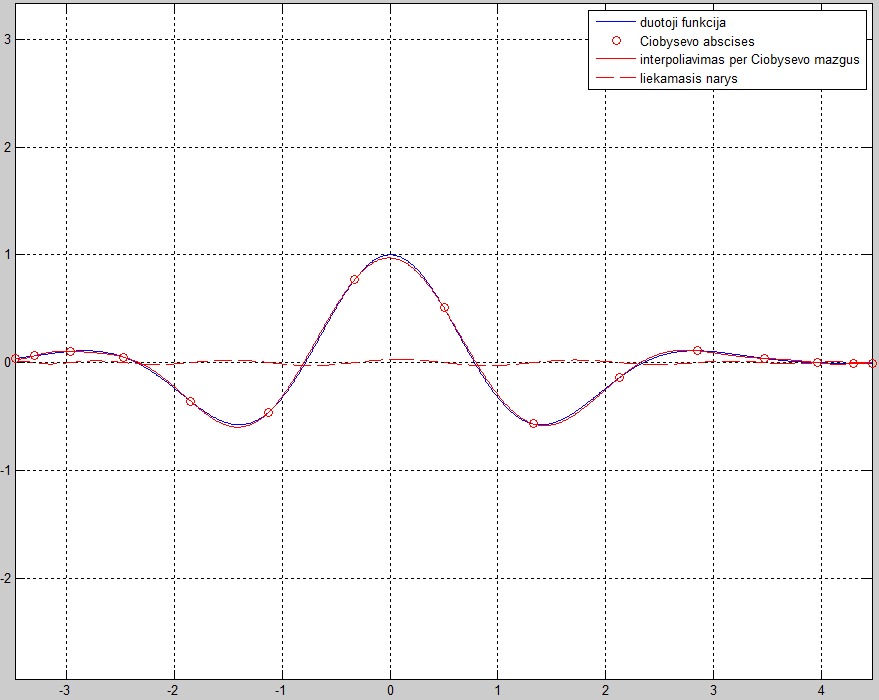 duotoji funkcija
Ciobysevo abscises
interpoliavimas per Ciobysevo mazgus
liekamasis narys
3
2
1
0
-1
-2
-3 -2 -1 0 1 2 3 4